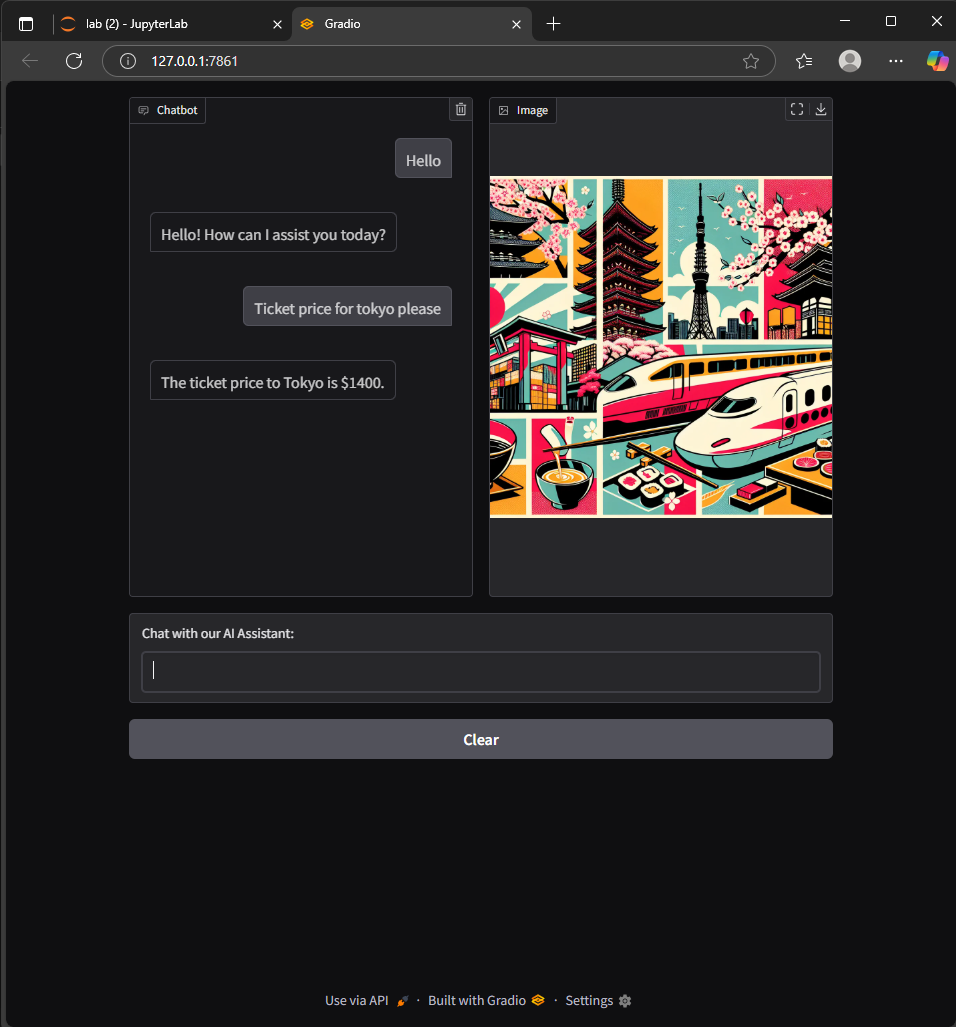 lab (2) - JupyterLab
Gradio
127.0.0.1:7861
Chatbot
Image
Hello
Hello! How can I assist you today?
Ticket price for tokyo please
The ticket price to Tokyo is $1400.
Chat with our AI Assistant:
Clear
Use via API · Built with Gradio · Settings